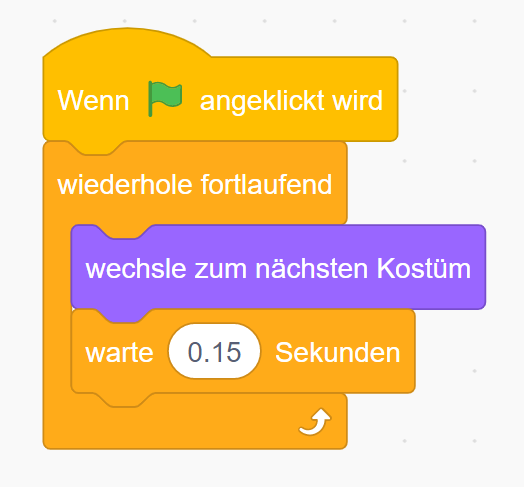 Wenn angeklickt wird
wiederhole fortlaufend
wechsle zum nächsten Kostüm
warte 0.15 Sekunden